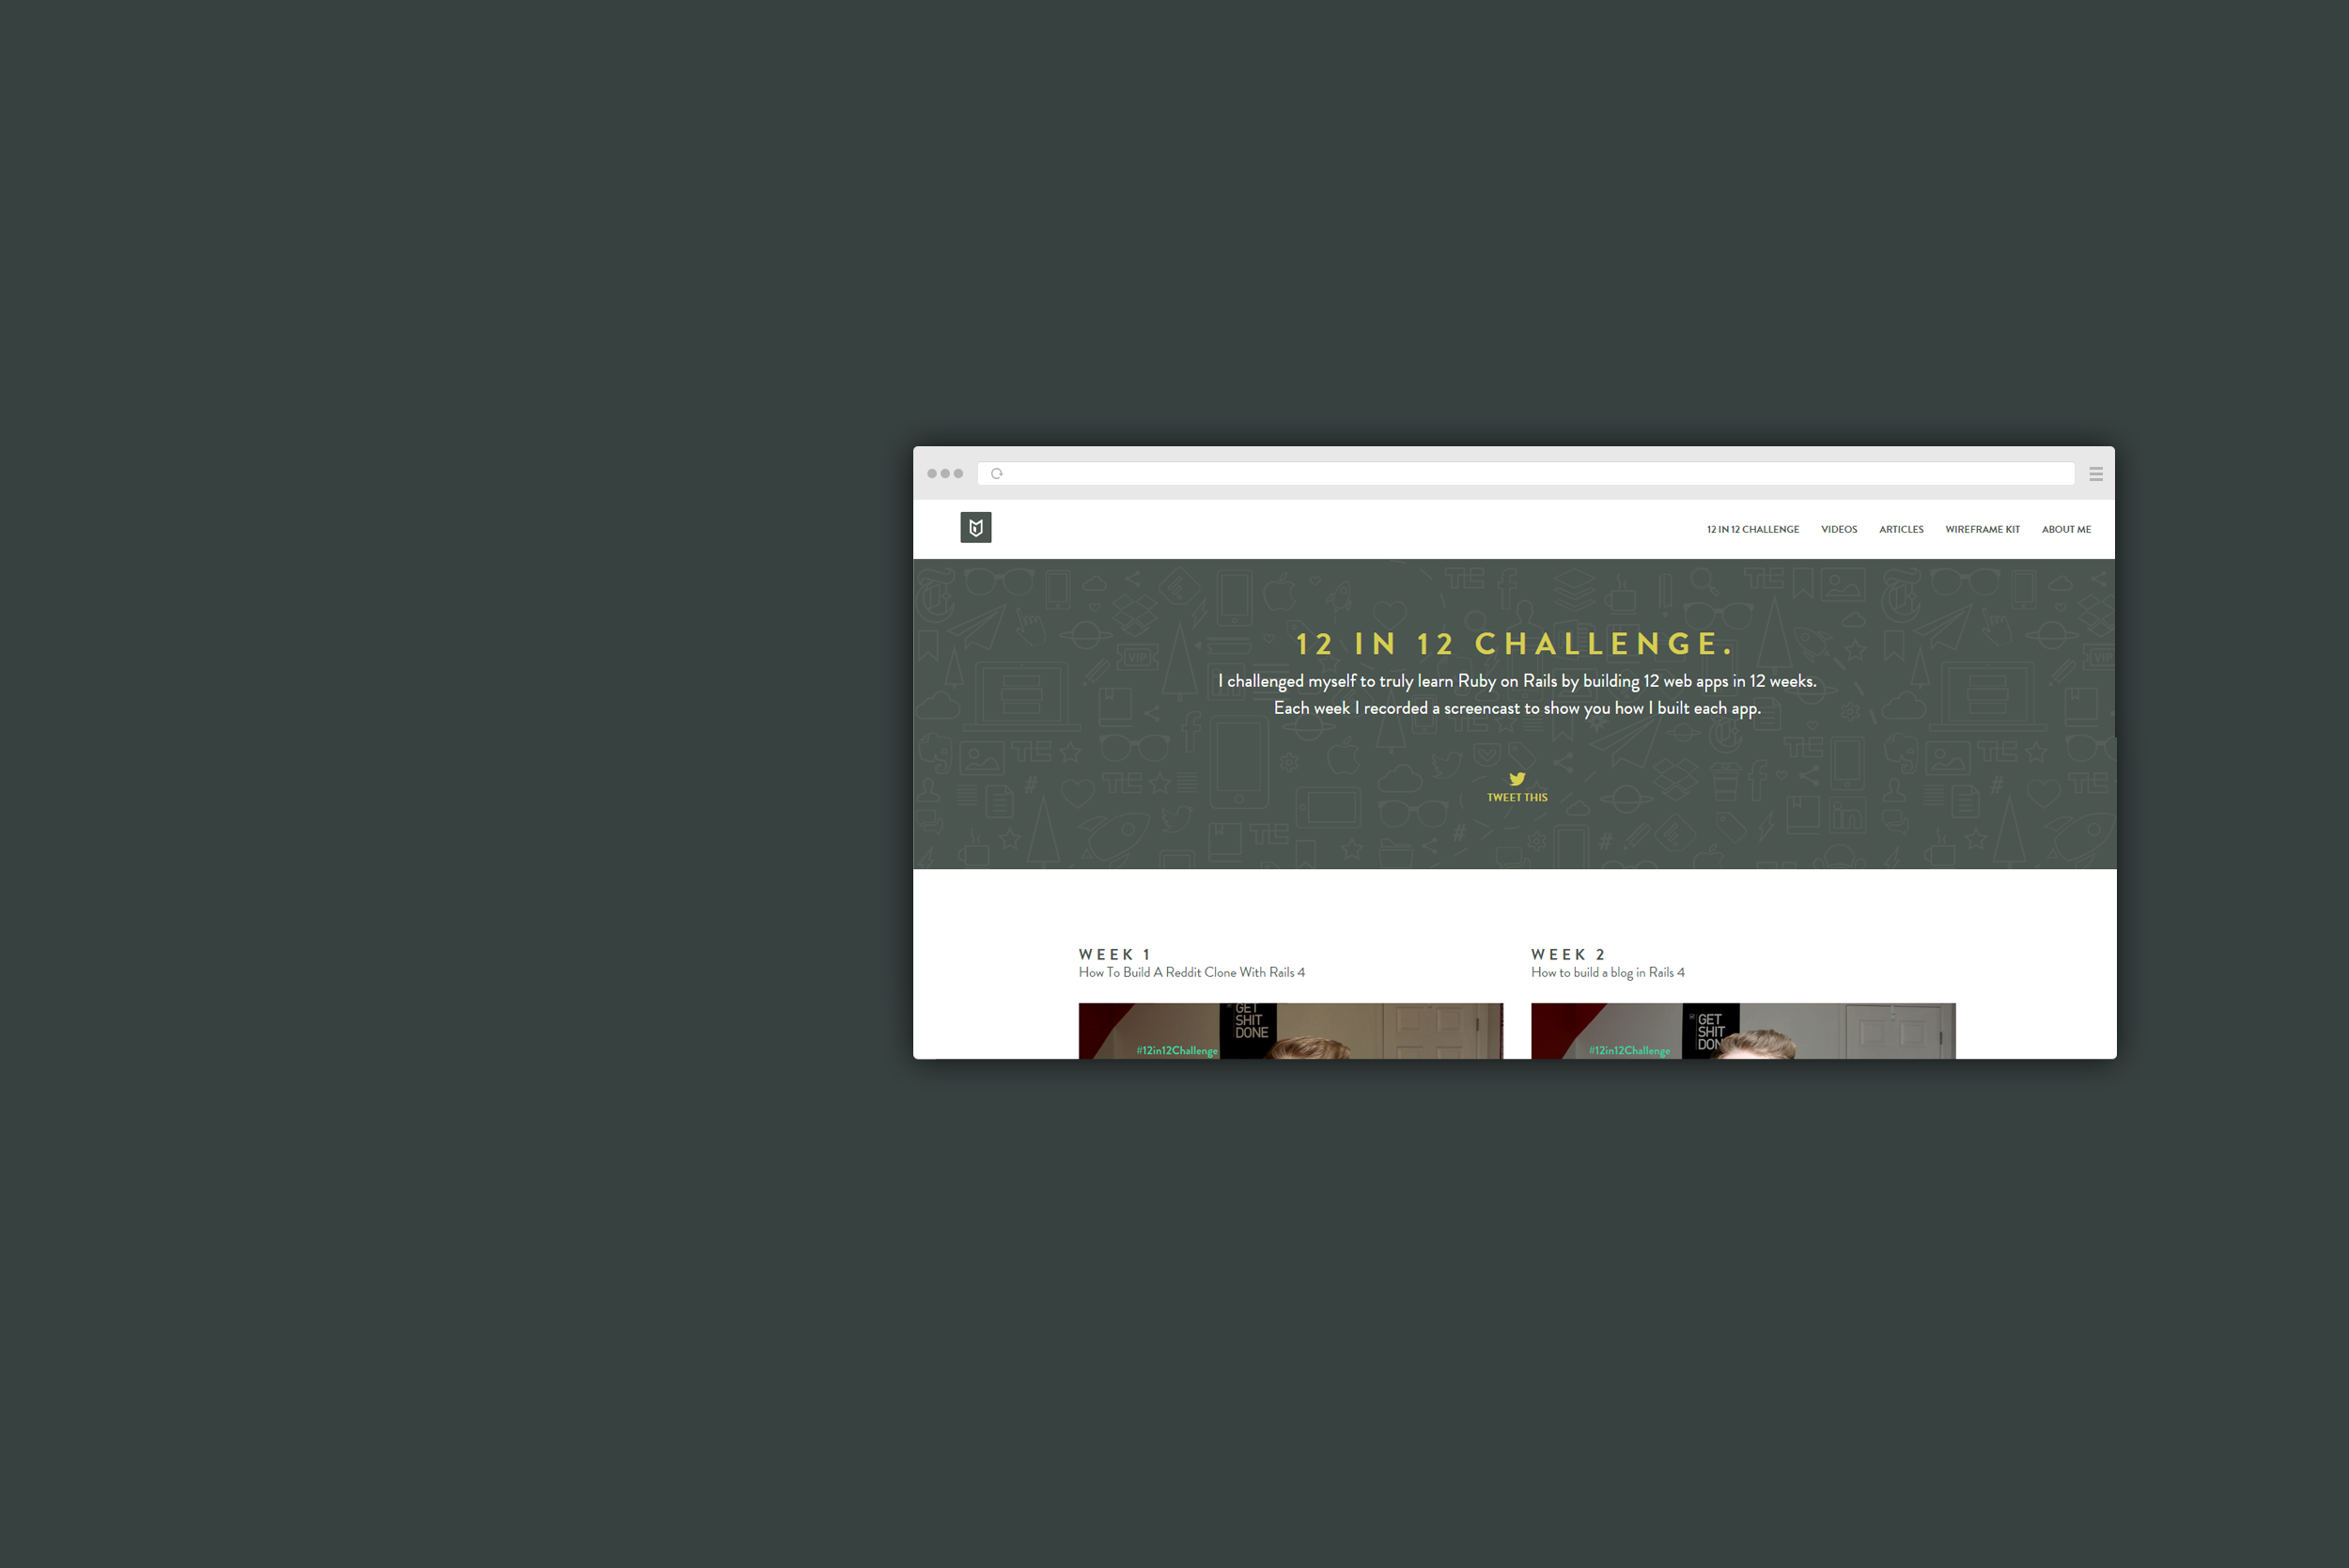 12 IN 12 CHALLENGE
VIDEOS
ARTICLES
WIREFRAME KIT
ABOUT ME
12 IN 12 CHALLENGE.
I challenged myself to truly learn Ruby on Rails by building 12 web apps in 12 weeks.
Each week I recorded a screencast to show you how I built each app.
TWEET THIS
WEEK 1
How To Build A Reddit Clone With Rails 4
GET
SHIT
DONE
#12in12Challenge
WEEK 2
How to build a blog in Rails 4
GET
SHIT
DON
#12in12Challenge
VIP
VIP